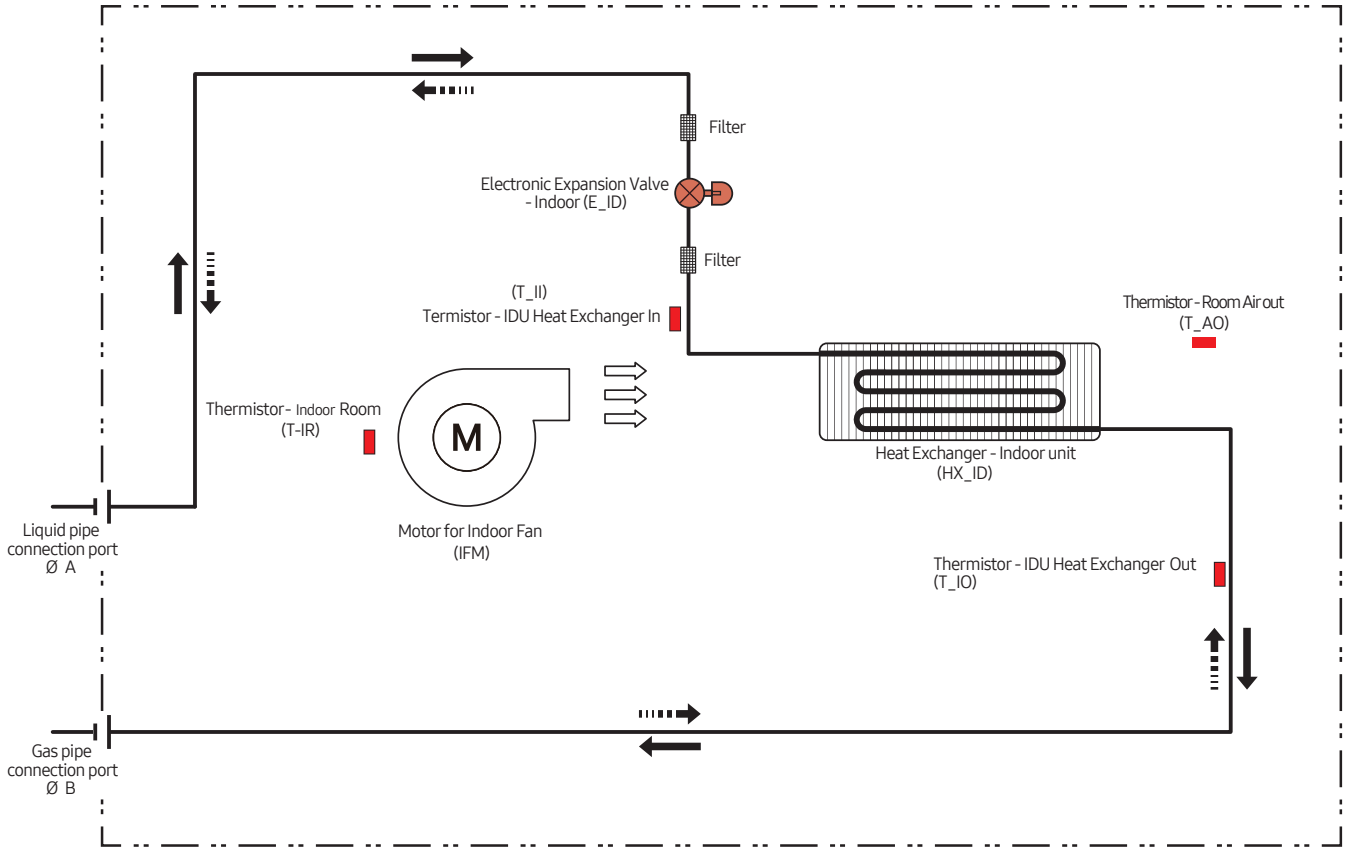 Filter
Electronic Expansion Valve
- Indoor (E_ID)
Filter
(T_II)
Termistor - IDU Heat Exchanger In
Thermistor - Room Air out
(T_AO)
Thermistor- Indoor Room
(T-IR)
M
Heat Exchanger - Indoor unit
(HX_ID)
Motor for Indoor Fan
(IFM)
Liquid pipe
connection port
Ø A
Thermistor - IDU Heat Exchanger Out
(T_IO)
Gas pipe
connection port
Ø B